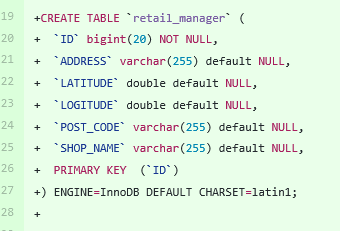 19 +CREATE TABLE `retail_manager` (
20 +  `ID` bigint(20) NOT NULL,
21 +  `ADDRESS` varchar(255) default NULL,
22 +  `LATITUDE` double default NULL,
23 +  `LOGITUDE` double default NULL,
24 +  `POST_CODE` varchar(255) default NULL,
25 +  `SHOP_NAME` varchar(255) default NULL,
26 +  PRIMARY KEY  (`ID`)
27 +) ENGINE=InnoDB DEFAULT CHARSET=latin1;
28 +